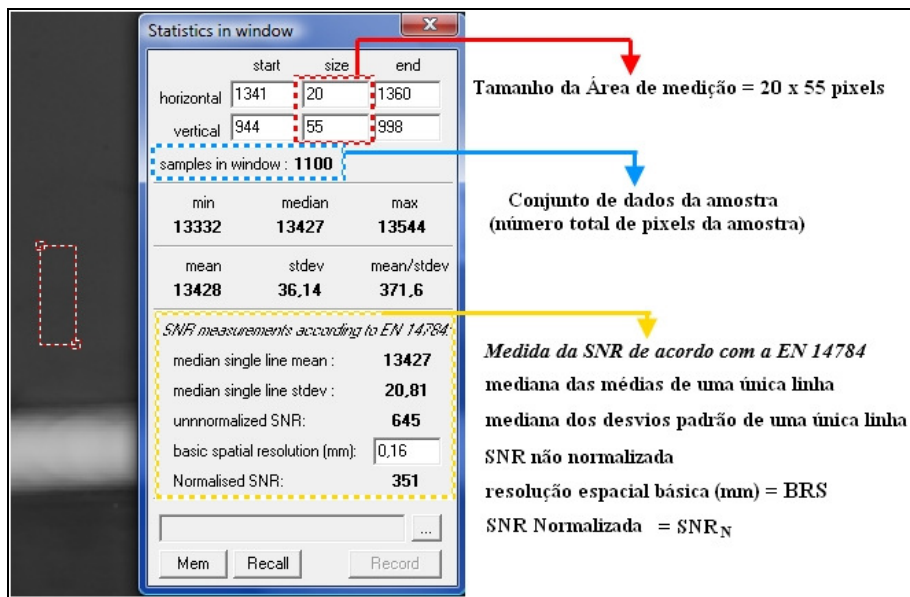 Statistics in window
start size end
horizontal 1341 20 1360
vertical 944 55 998
samples in window : 1100
min median max
13332 13427 13544
mean stdev mean/stdev
13428 36,14 371,6
SNR measurements according to EN 14784:
median single line mean : 13427
median single line stdev : 20,81
unnnormalized SNR: 645
basic spatial resolution (mm): 0,16
Normalised SNR: 351
...
Mem Recall Record
Tamanho da Área de medição = 20 x 55 pixels
Conjunto de dados da amostra
(número total de pixels da amostra)
Medida da SNR de acordo com a EN 14784
mediana das médias de uma única linha
mediana dos desvios padrão de uma única linha
SNR não normalizada
resolução espacial básica (mm) = BRS
SNR Normalizada = SNR_N